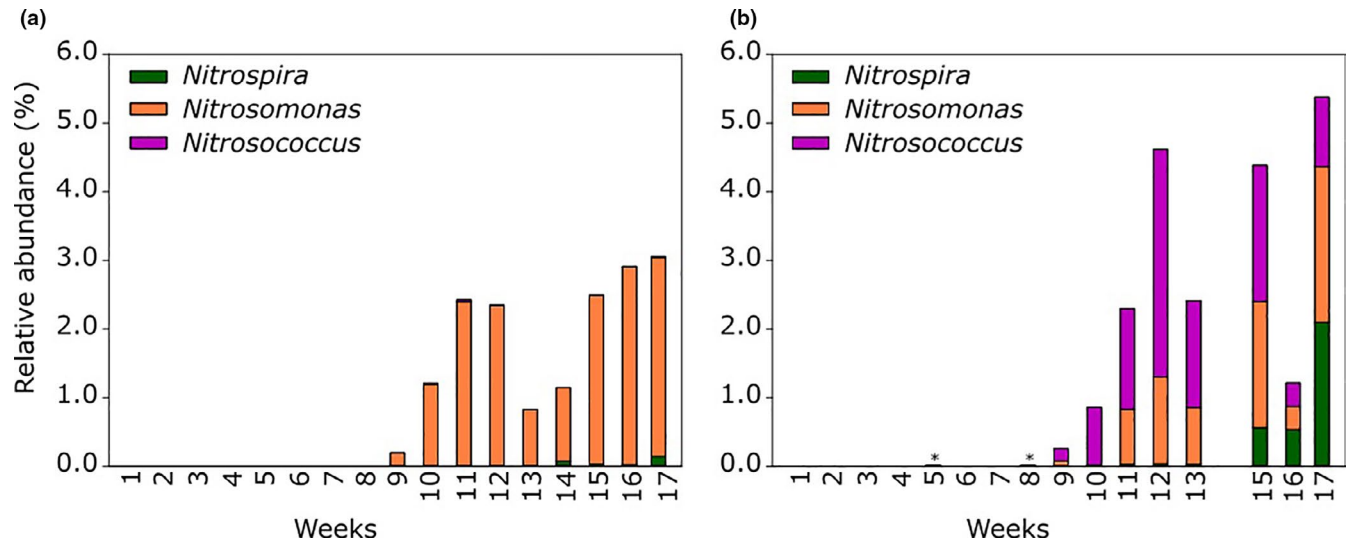 (a)
6.0
5.0
4.0
3.0
2.0
1.0
0.0
Relative abundance (%)
Nitrospira
Nitrosomonas
Nitrosococcus
1 2 3 4 5 6 7 8 9 10 11 12 13 14 15 16 17
Weeks
(b)
6.0
5.0
4.0
3.0
2.0
1.0
0.0
Nitrospira
Nitrosomonas
Nitrosococcus
* *
1 2 3 4 5 6 7 8 9 10 11 12 13 15 16 17
Weeks